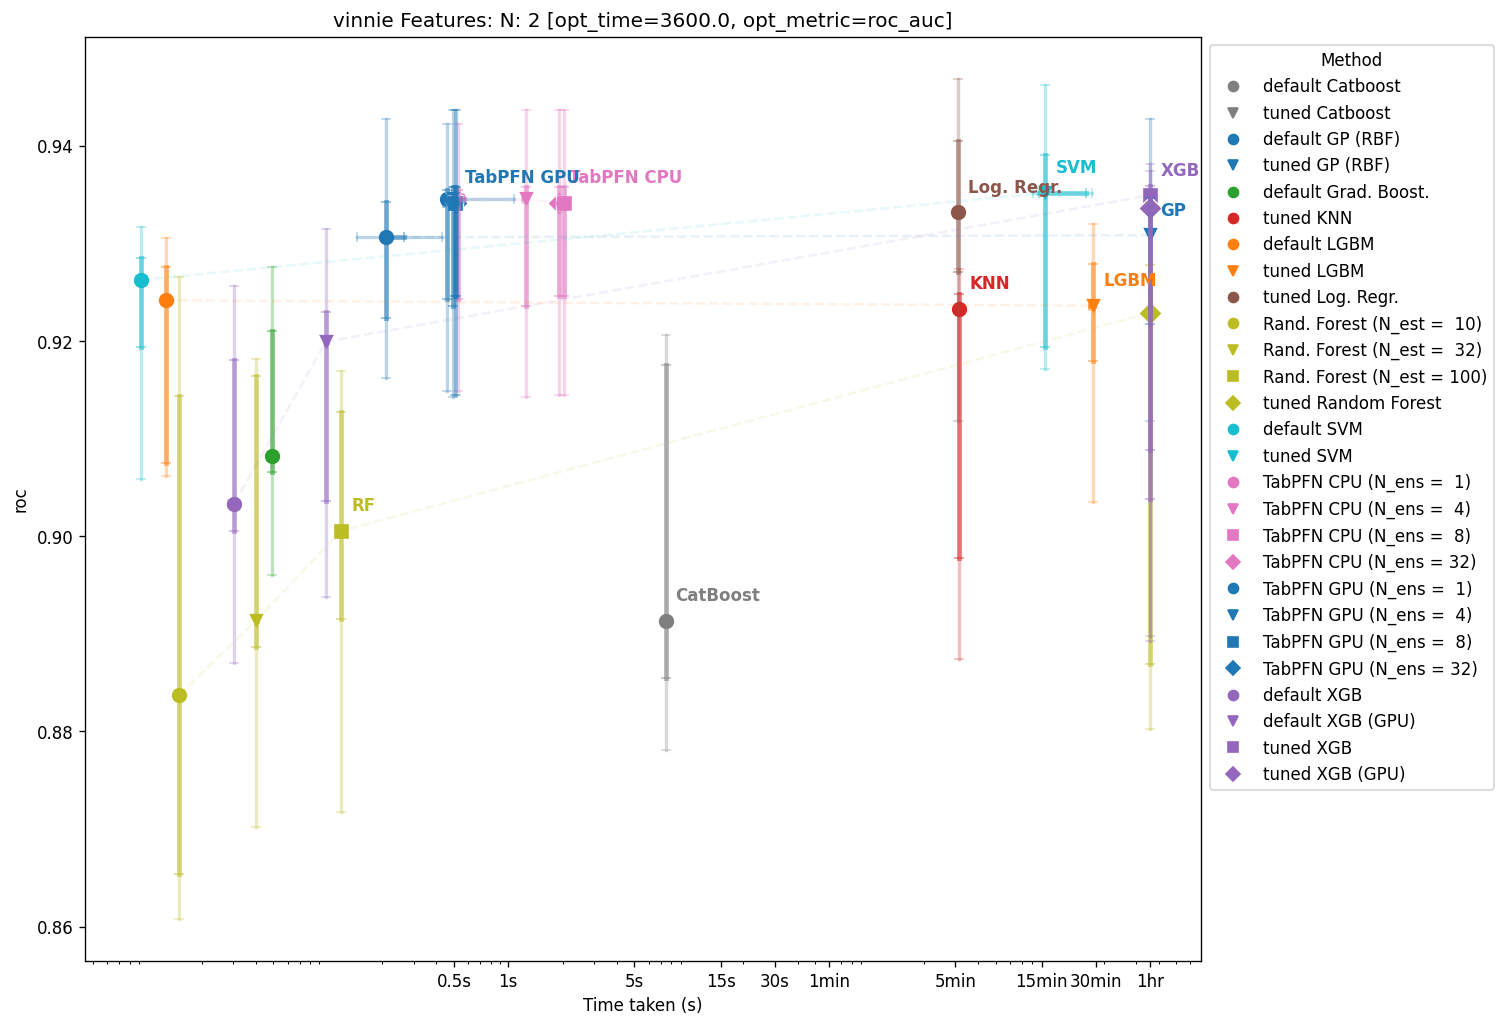 vinnie Features: N: 2 [opt_time=3600.0, opt_metric=roc_auc]
roc
0.94
0.92
0.90
0.88
0.86
TabPFN GPU
TabPFN CPU
Log. Regr.
SVM
XGB
GP
KNN
LGBM
RF
CatBoost
0.5s
1s
5s
15s
30s
1min
5min
15min
30min
1hr
Time taken (s)
Method
default Catboost
tuned Catboost
default GP (RBF)
tuned GP (RBF)
default Grad. Boost.
tuned KNN
default LGBM
tuned LGBM
tuned Log. Regr.
Rand. Forest (N_est =  10)
Rand. Forest (N_est =  32)
Rand. Forest (N_est = 100)
tuned Random Forest
default SVM
tuned SVM
TabPFN CPU (N_ens =  1)
TabPFN CPU (N_ens =  4)
TabPFN CPU (N_ens =  8)
TabPFN CPU (N_ens = 32)
TabPFN GPU (N_ens =  1)
TabPFN GPU (N_ens =  4)
TabPFN GPU (N_ens =  8)
TabPFN GPU (N_ens = 32)
default XGB
default XGB (GPU)
tuned XGB
tuned XGB (GPU)